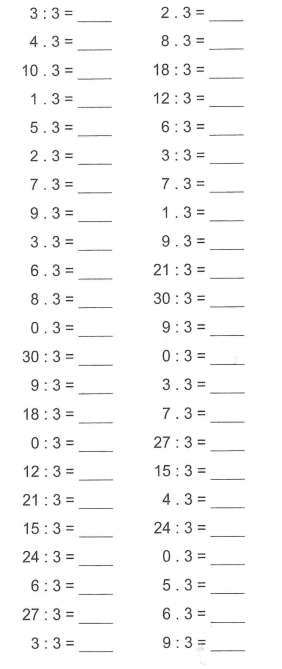 3 : 3 = ____ 2 . 3 = ____
4 . 3 = ____ 8 . 3 = ____
10 . 3 = ____ 18 : 3 = ____
1 . 3 = ____ 12 : 3 = ____
5 . 3 = ____ 6 : 3 = ____
2 . 3 = ____ 3 : 3 = ____
7 . 3 = ____ 7 . 3 = ____
9 . 3 = ____ 1 . 3 = ____
3 . 3 = ____ 9 . 3 = ____
6 . 3 = ____ 21 : 3 = ____
8 . 3 = ____ 30 : 3 = ____
0 . 3 = ____ 9 : 3 = ____
30 : 3 = ____ 0 : 3 = ____
9 : 3 = ____ 3 . 3 = ____
18 : 3 = ____ 7 . 3 = ____
0 : 3 = ____ 27 : 3 = ____
12 : 3 = ____ 15 : 3 = ____
21 : 3 = ____ 4 . 3 = ____
15 : 3 = ____ 24 : 3 = ____
24 : 3 = ____ 0 . 3 = ____
6 : 3 = ____ 5 . 3 = ____
27 : 3 = ____ 6 . 3 = ____
3 : 3 = ____ 9 : 3 = ____